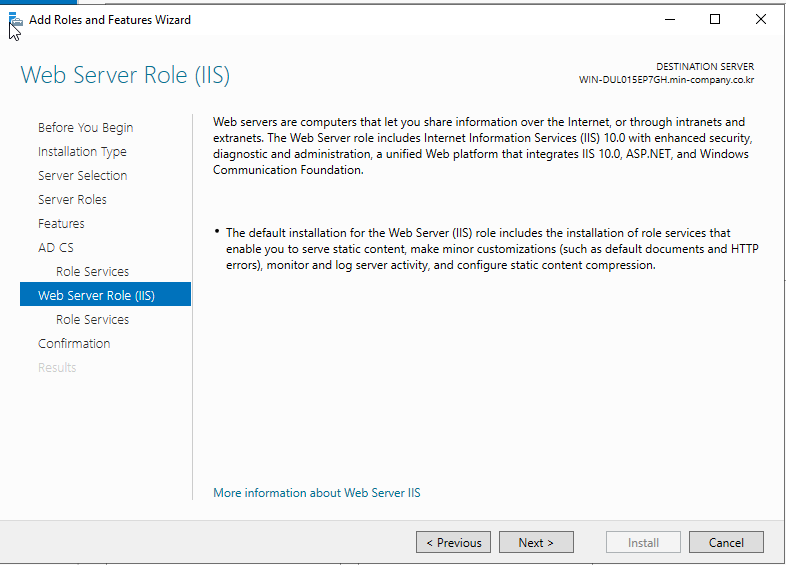 Add Roles and Features Wizard
Web Server Role (IIS)
DESTINATION SERVER
WIN-DUL015EP7GH.min-company.co.kr
Before You Begin
Installation Type
Server Selection
Server Roles
Features
AD CS
Role Services
Web Server Role (IIS)
Role Services
Confirmation
Results
Web servers are computers that let you share information over the Internet, or through intranets and
extranets. The Web Server role includes Internet Information Services (IIS) 10.0 with enhanced security,
diagnostic and administration, a unified Web platform that integrates IIS 10.0, ASP.NET, and Windows
Communication Foundation.
• The default installation for the Web Server (IIS) role includes the installation of role services that
enable you to serve static content, make minor customizations (such as default documents and HTTP
errors), monitor and log server activity, and configure static content compression.
More information about Web Server IIS
< Previous
Next >
Install
Cancel